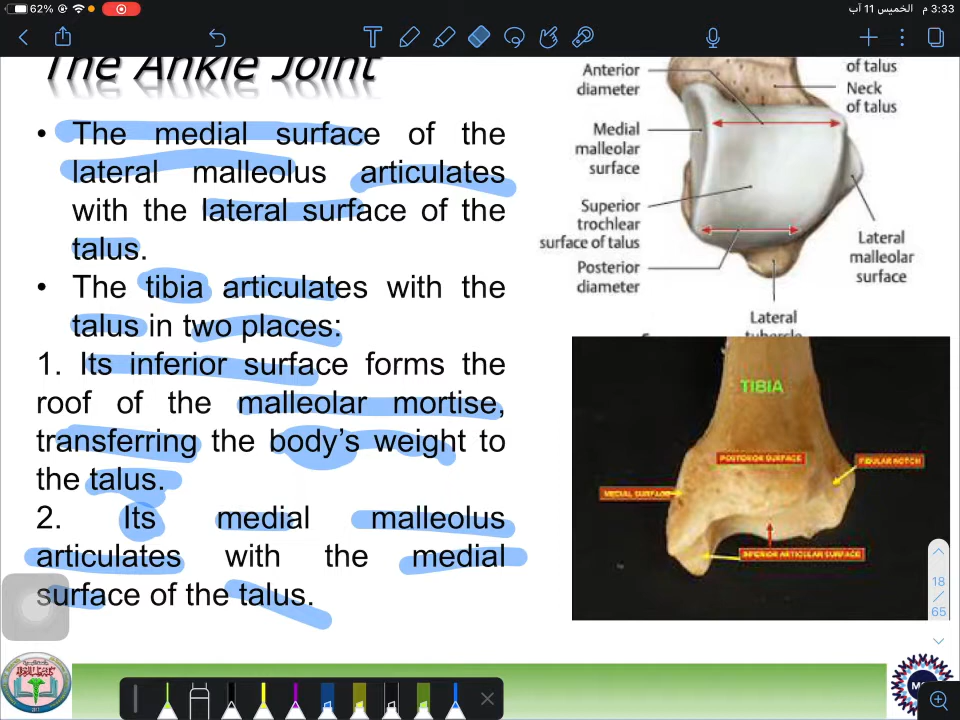 62%
3:33 م الخميس 11 آب
The Ankle Joint
• The medial surface of the
lateral malleolus articulates
with the lateral surface of the
talus.
• The tibia articulates with the
talus in two places:
1. Its inferior surface forms the
roof of the malleolar mortise,
transferring the body’s weight to
the talus.
2. Its medial malleolus
articulates with the medial
surface of the talus.
Anterior
diameter
Medial
malleolar
surface
Superior
trochlear
surface of talus
Posterior
diameter
of talus
Neck
of talus
Lateral
malleolar
surface
Lateral
tubercle
TIBIA
POSTERIOR SURFACE
FIBULAR NOTCH
MEDIAL SURFACE
INFERIOR ARTICULAR SURFACE
18
/
65